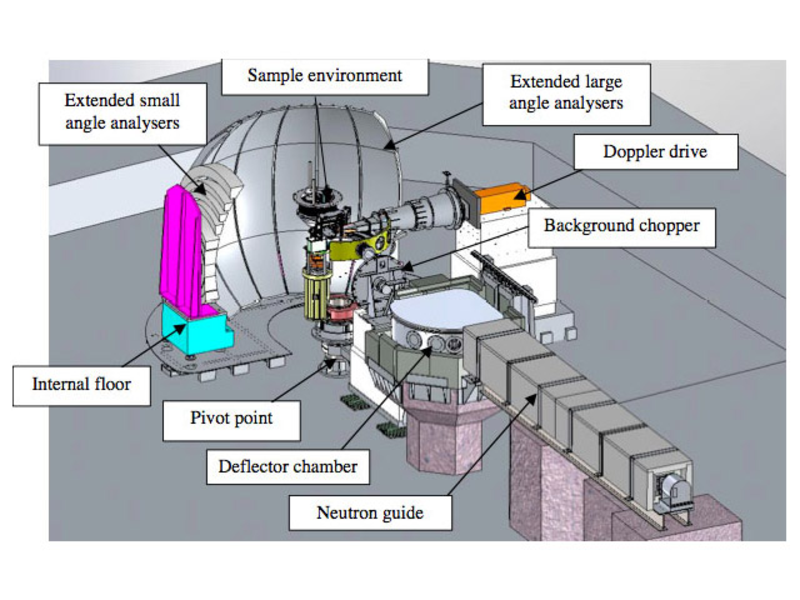 Sample environment
Extended large
angle analysers
Extended small
angle analysers
Doppler drive
Background chopper
Internal floor
Pivot point
Deflector chamber
Neutron guide